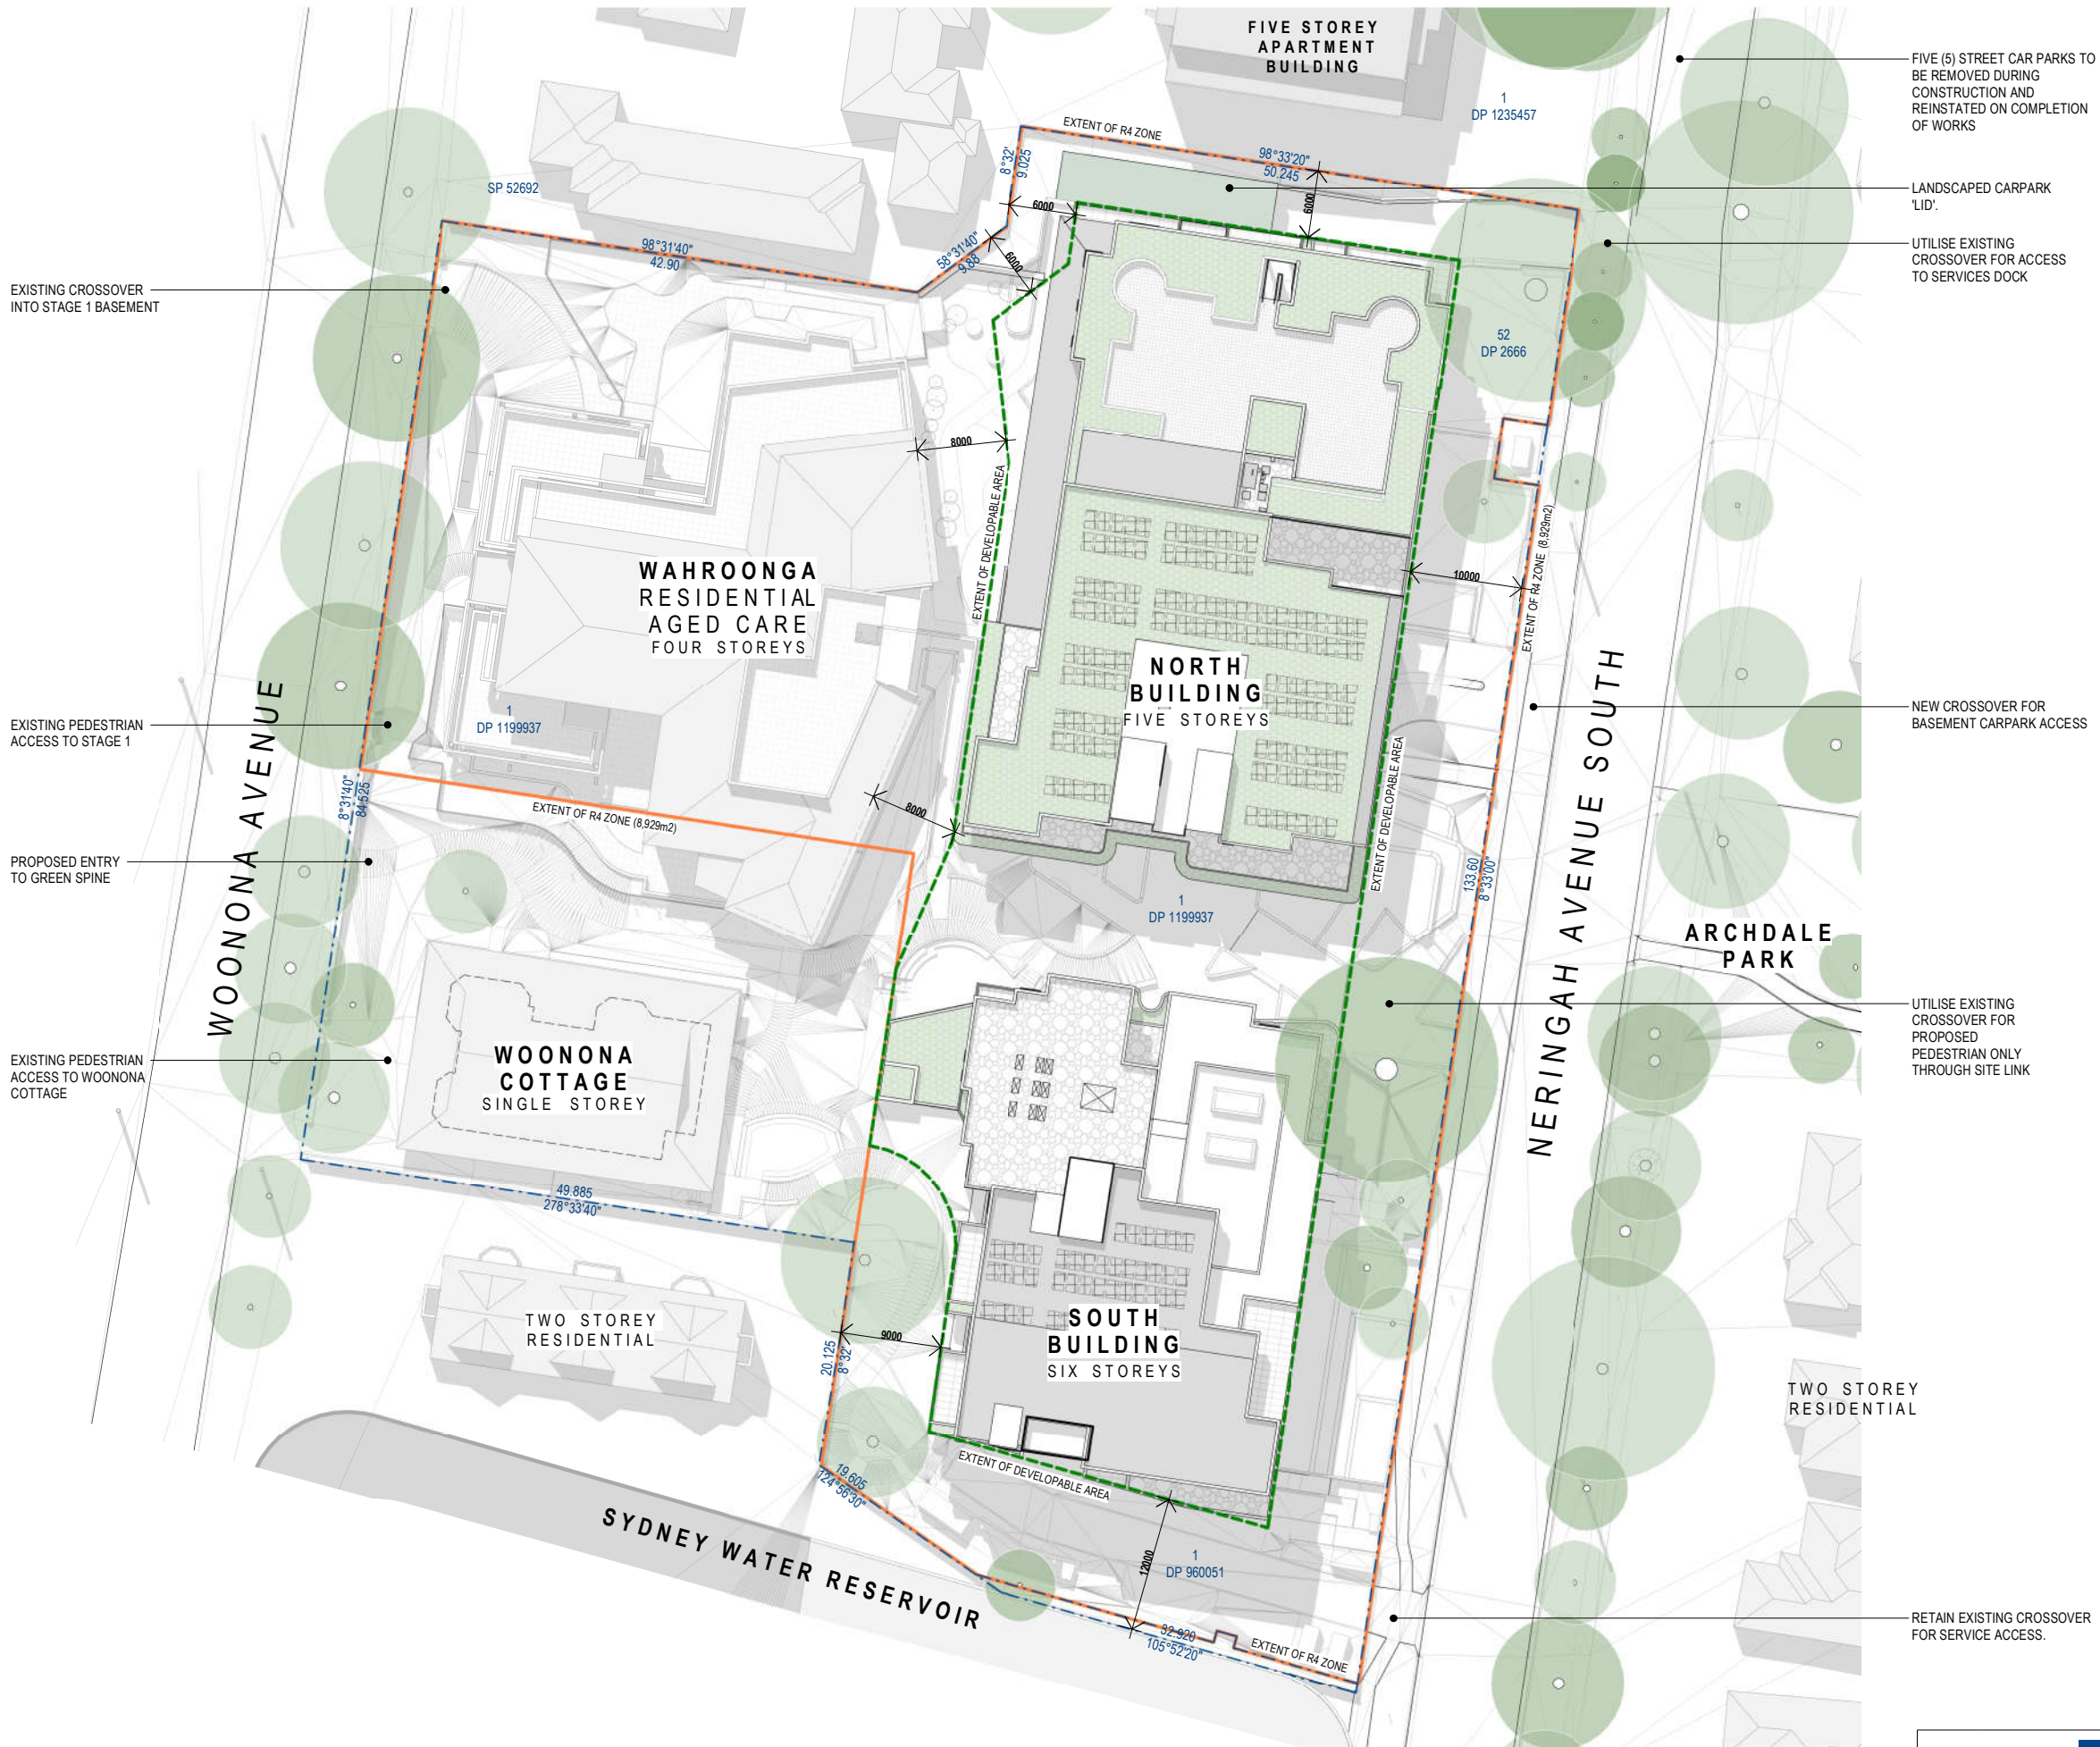 FIVE STOREY
APARTMENT
BUILDING
1
DP 1235457
FIVE (5) STREET CAR PARKS TO
BE REMOVED DURING
CONSTRUCTION AND
REINSTATED ON COMPLETION
OF WORKS
EXTENT OF R4 ZONE
98°33'20"
50.245
8°32'
9.025
SP 52692
LANDSCAPED CARPARK
'LID'.
6000
6000
6000
98°31'40"
42.90
58°31'40"
9.88
UTILISE EXISTING
CROSSOVER FOR ACCESS
TO SERVICES DOCK
EXISTING CROSSOVER
INTO STAGE 1 BASEMENT
52
DP 2666
8000
EXTENT OF DEVELOPABLE AREA
10000
EXTENT OF R4 ZONE (8,929m2)
WAHROONGA
RESIDENTIAL
AGED CARE
FOUR STOREYS
NORTH
BUILDING
FIVE STOREYS
1
DP 1199937
EXISTING PEDESTRIAN
ACCESS TO STAGE 1
NEW CROSSOVER FOR
BASEMENT CARPARK ACCESS
WOONONA AVENUE
NERINGAH AVENUE SOUTH
8°31'40"
84.525
EXTENT OF R4 ZONE (8,929m2)
8000
EXTENT OF DEVELOPABLE AREA
PROPOSED ENTRY
TO GREEN SPINE
133.60
8°33'00"
1
DP 1199937
ARCHDALE
PARK
UTILISE EXISTING
CROSSOVER FOR
PROPOSED
PEDESTRIAN ONLY
THROUGH SITE LINK
EXISTING PEDESTRIAN
ACCESS TO WOONONA
COTTAGE
WOONONA
COTTAGE
SINGLE STOREY
49.885
278°33'40"
TWO STOREY
RESIDENTIAL
9000
20.125
8°32'
SOUTH
BUILDING
SIX STOREYS
TWO STOREY
RESIDENTIAL
EXTENT OF DEVELOPABLE AREA
19.605
124°56'30"
SYDNEY WATER RESERVOIR
12000
1
DP 960051
32.920
105°52'20"
EXTENT OF R4 ZONE
RETAIN EXISTING CROSSOVER
FOR SERVICE ACCESS.